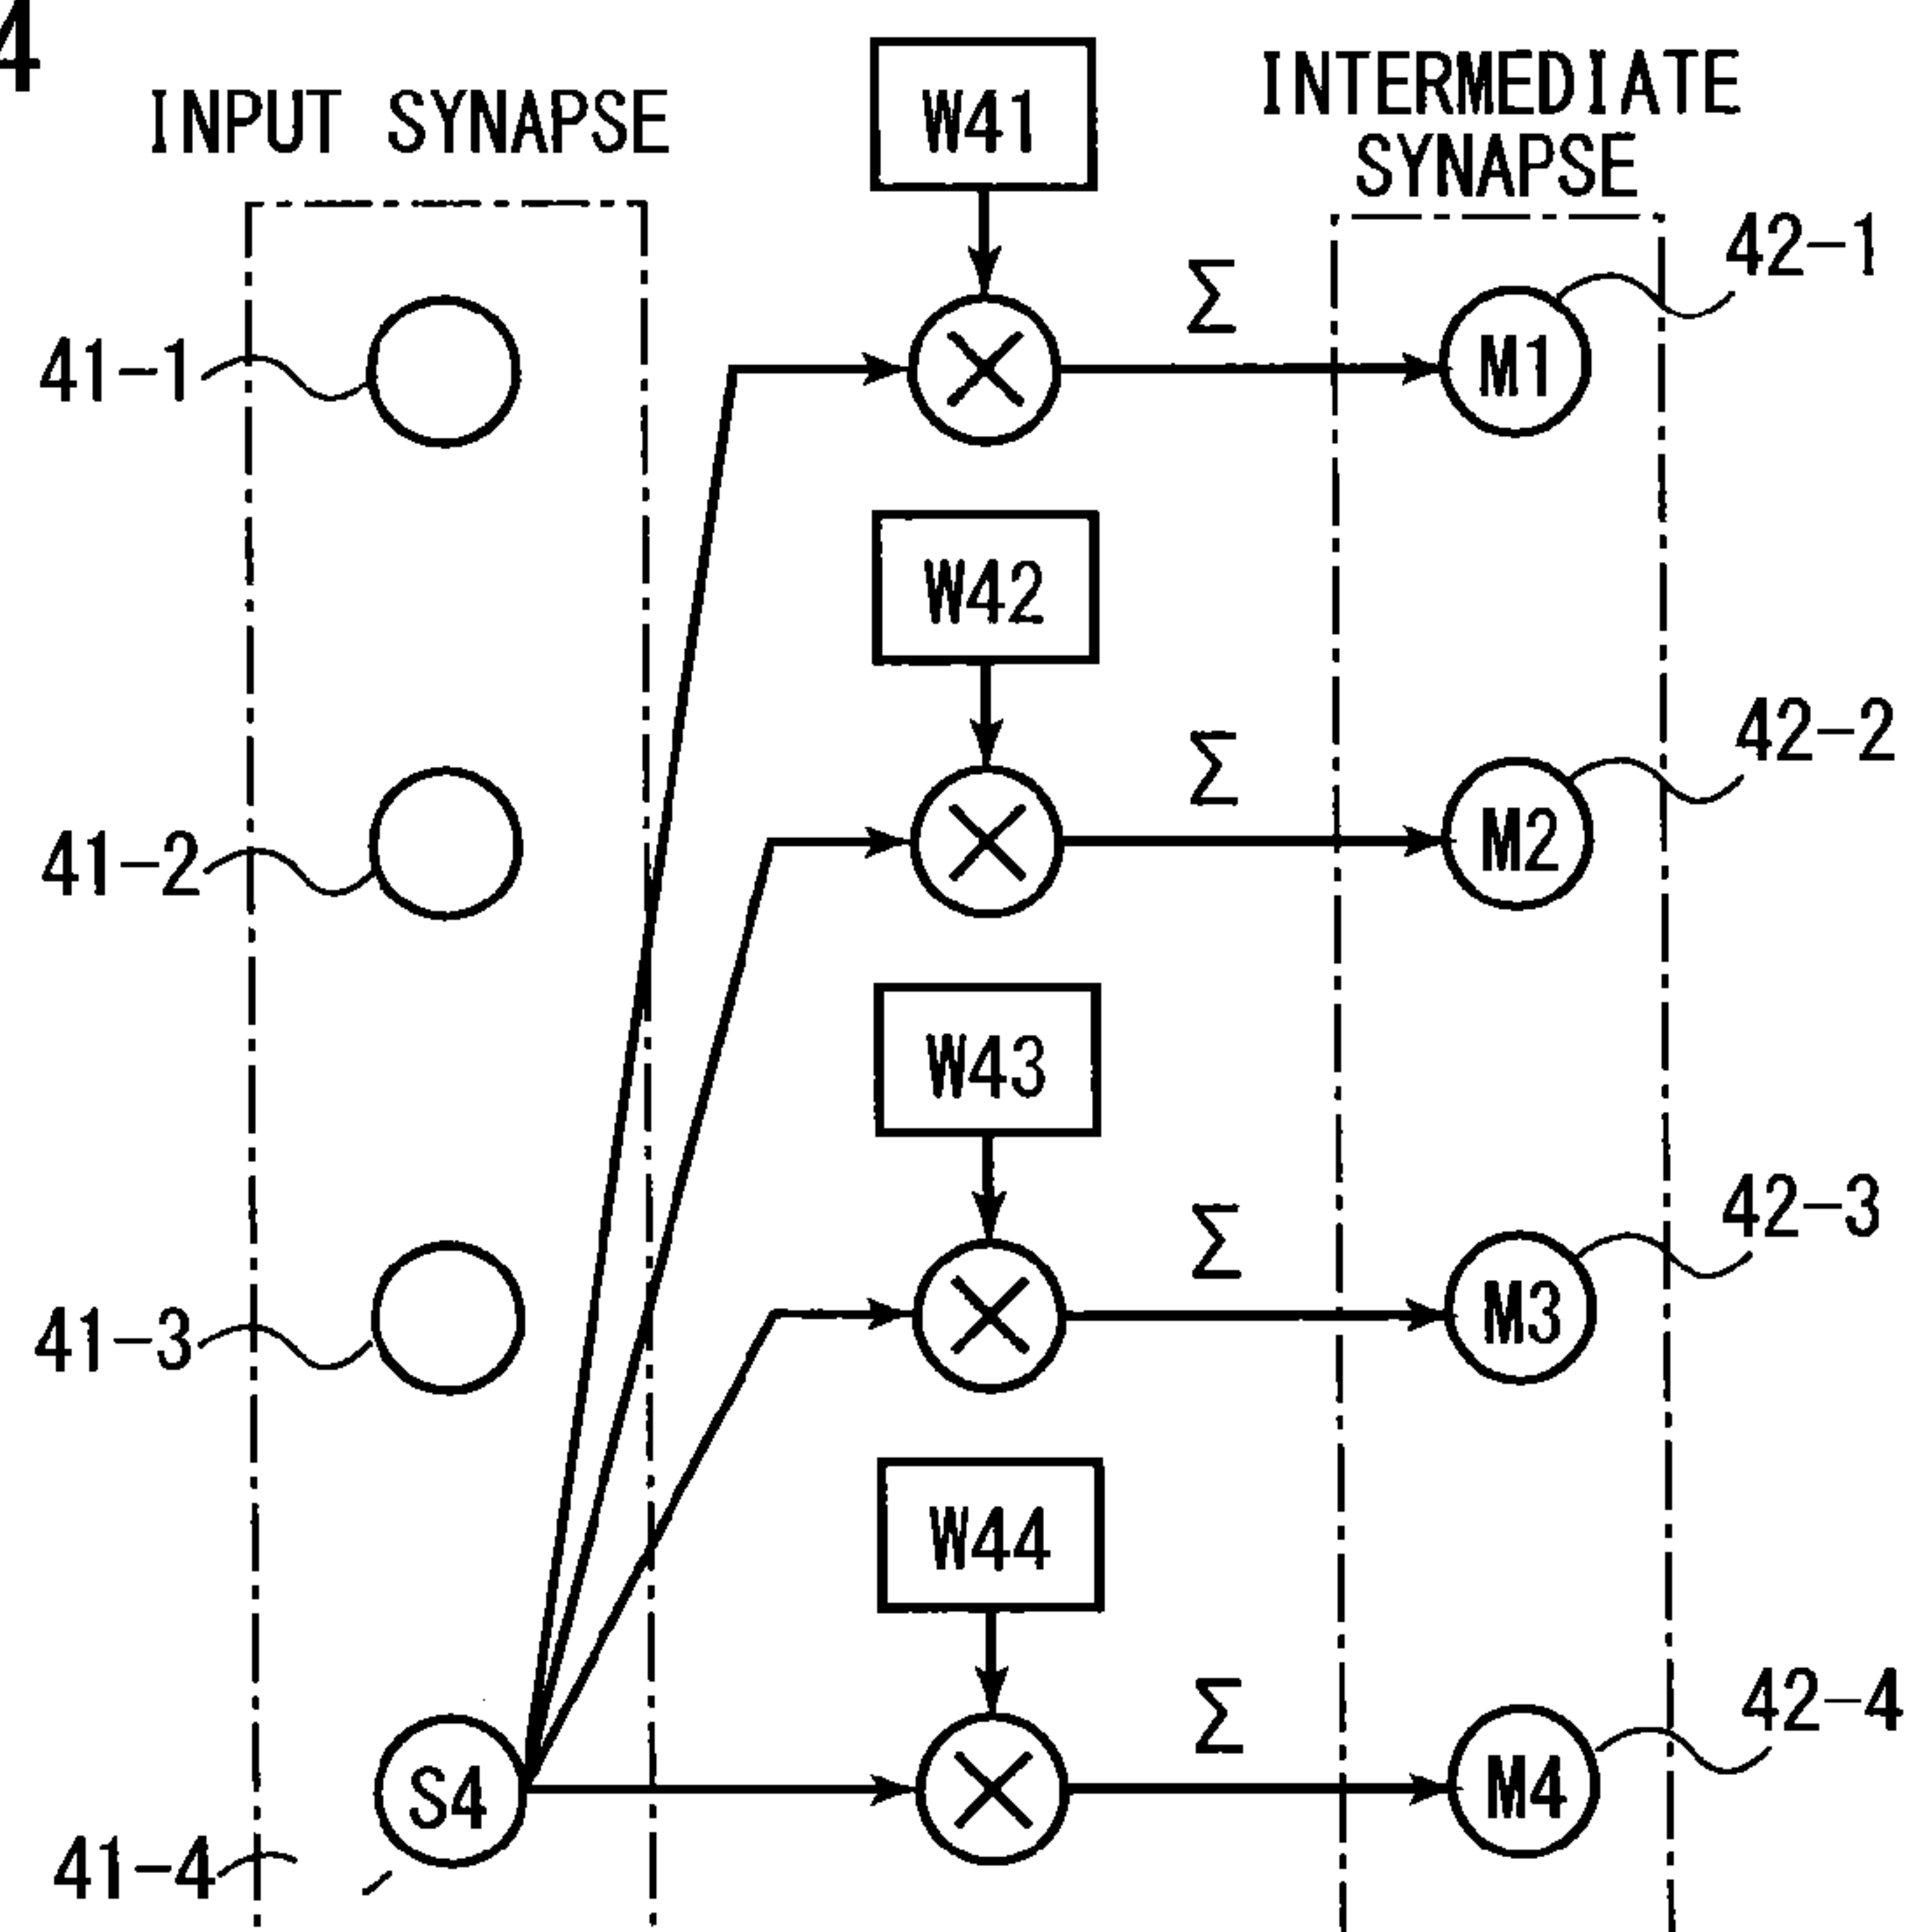 4
INPUT SYNAPSE
W41
INTERMEDIATE
SYNAPSE
42-1
Σ
41-1
M1
W42
42-2
Σ
41-2
M2
W43
42-3
Σ
41-3
M3
W44
42-4
Σ
S4
M4
41-4